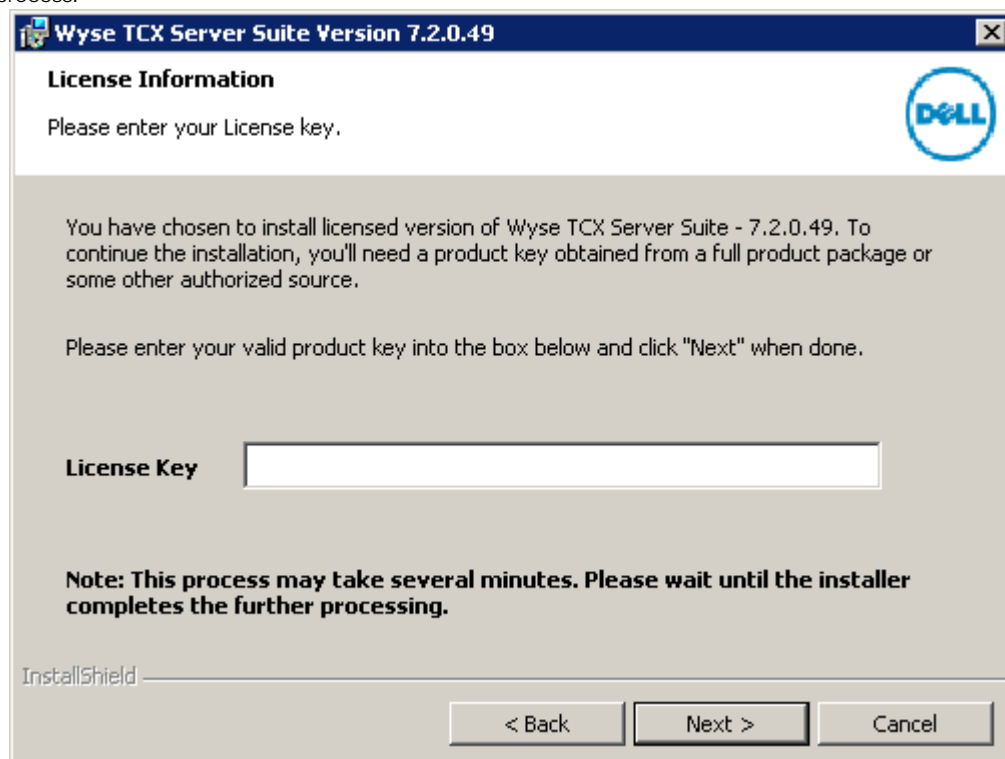 Wyse TCX Server Suite Version 7.2.0.49
License Information
Please enter your License key.
DELL
You have chosen to install licensed version of Wyse TCX Server Suite - 7.2.0.49. To
continue the installation, you'll need a product key obtained from a full product package or
some other authorized source.
Please enter your valid product key into the box below and click "Next" when done.
License Key
Note: This process may take several minutes. Please wait until the installer
completes the further processing.
InstallShield
< Back
Next >
Cancel